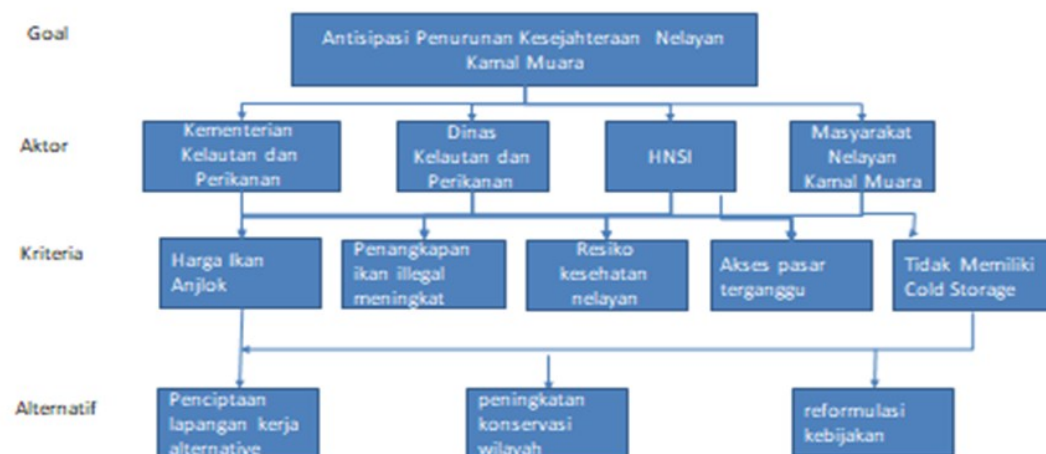 Goal
Antisipasi Penurunan Kesejahteraan Nelayan
Kamal Muara
Aktor
Kementerian
Kelautan dan
Perikanan
Dinas
Kelautan dan
Perikanan
HNSI
Masyarakat
Nelayan
Kamal Muara
Kriteria
Harga Ikan
Anjlok
Penangkapan
ikan illegal
meningkat
Resiko
kesehatan
nelayan
Akses pasar
terganggu
Tidak Memiliki
Cold Storage
Alternatif
Penciptaan
lapangan kerja
alternative
peningkatan
konservasi
wilayah
reformulasi
kebijakan